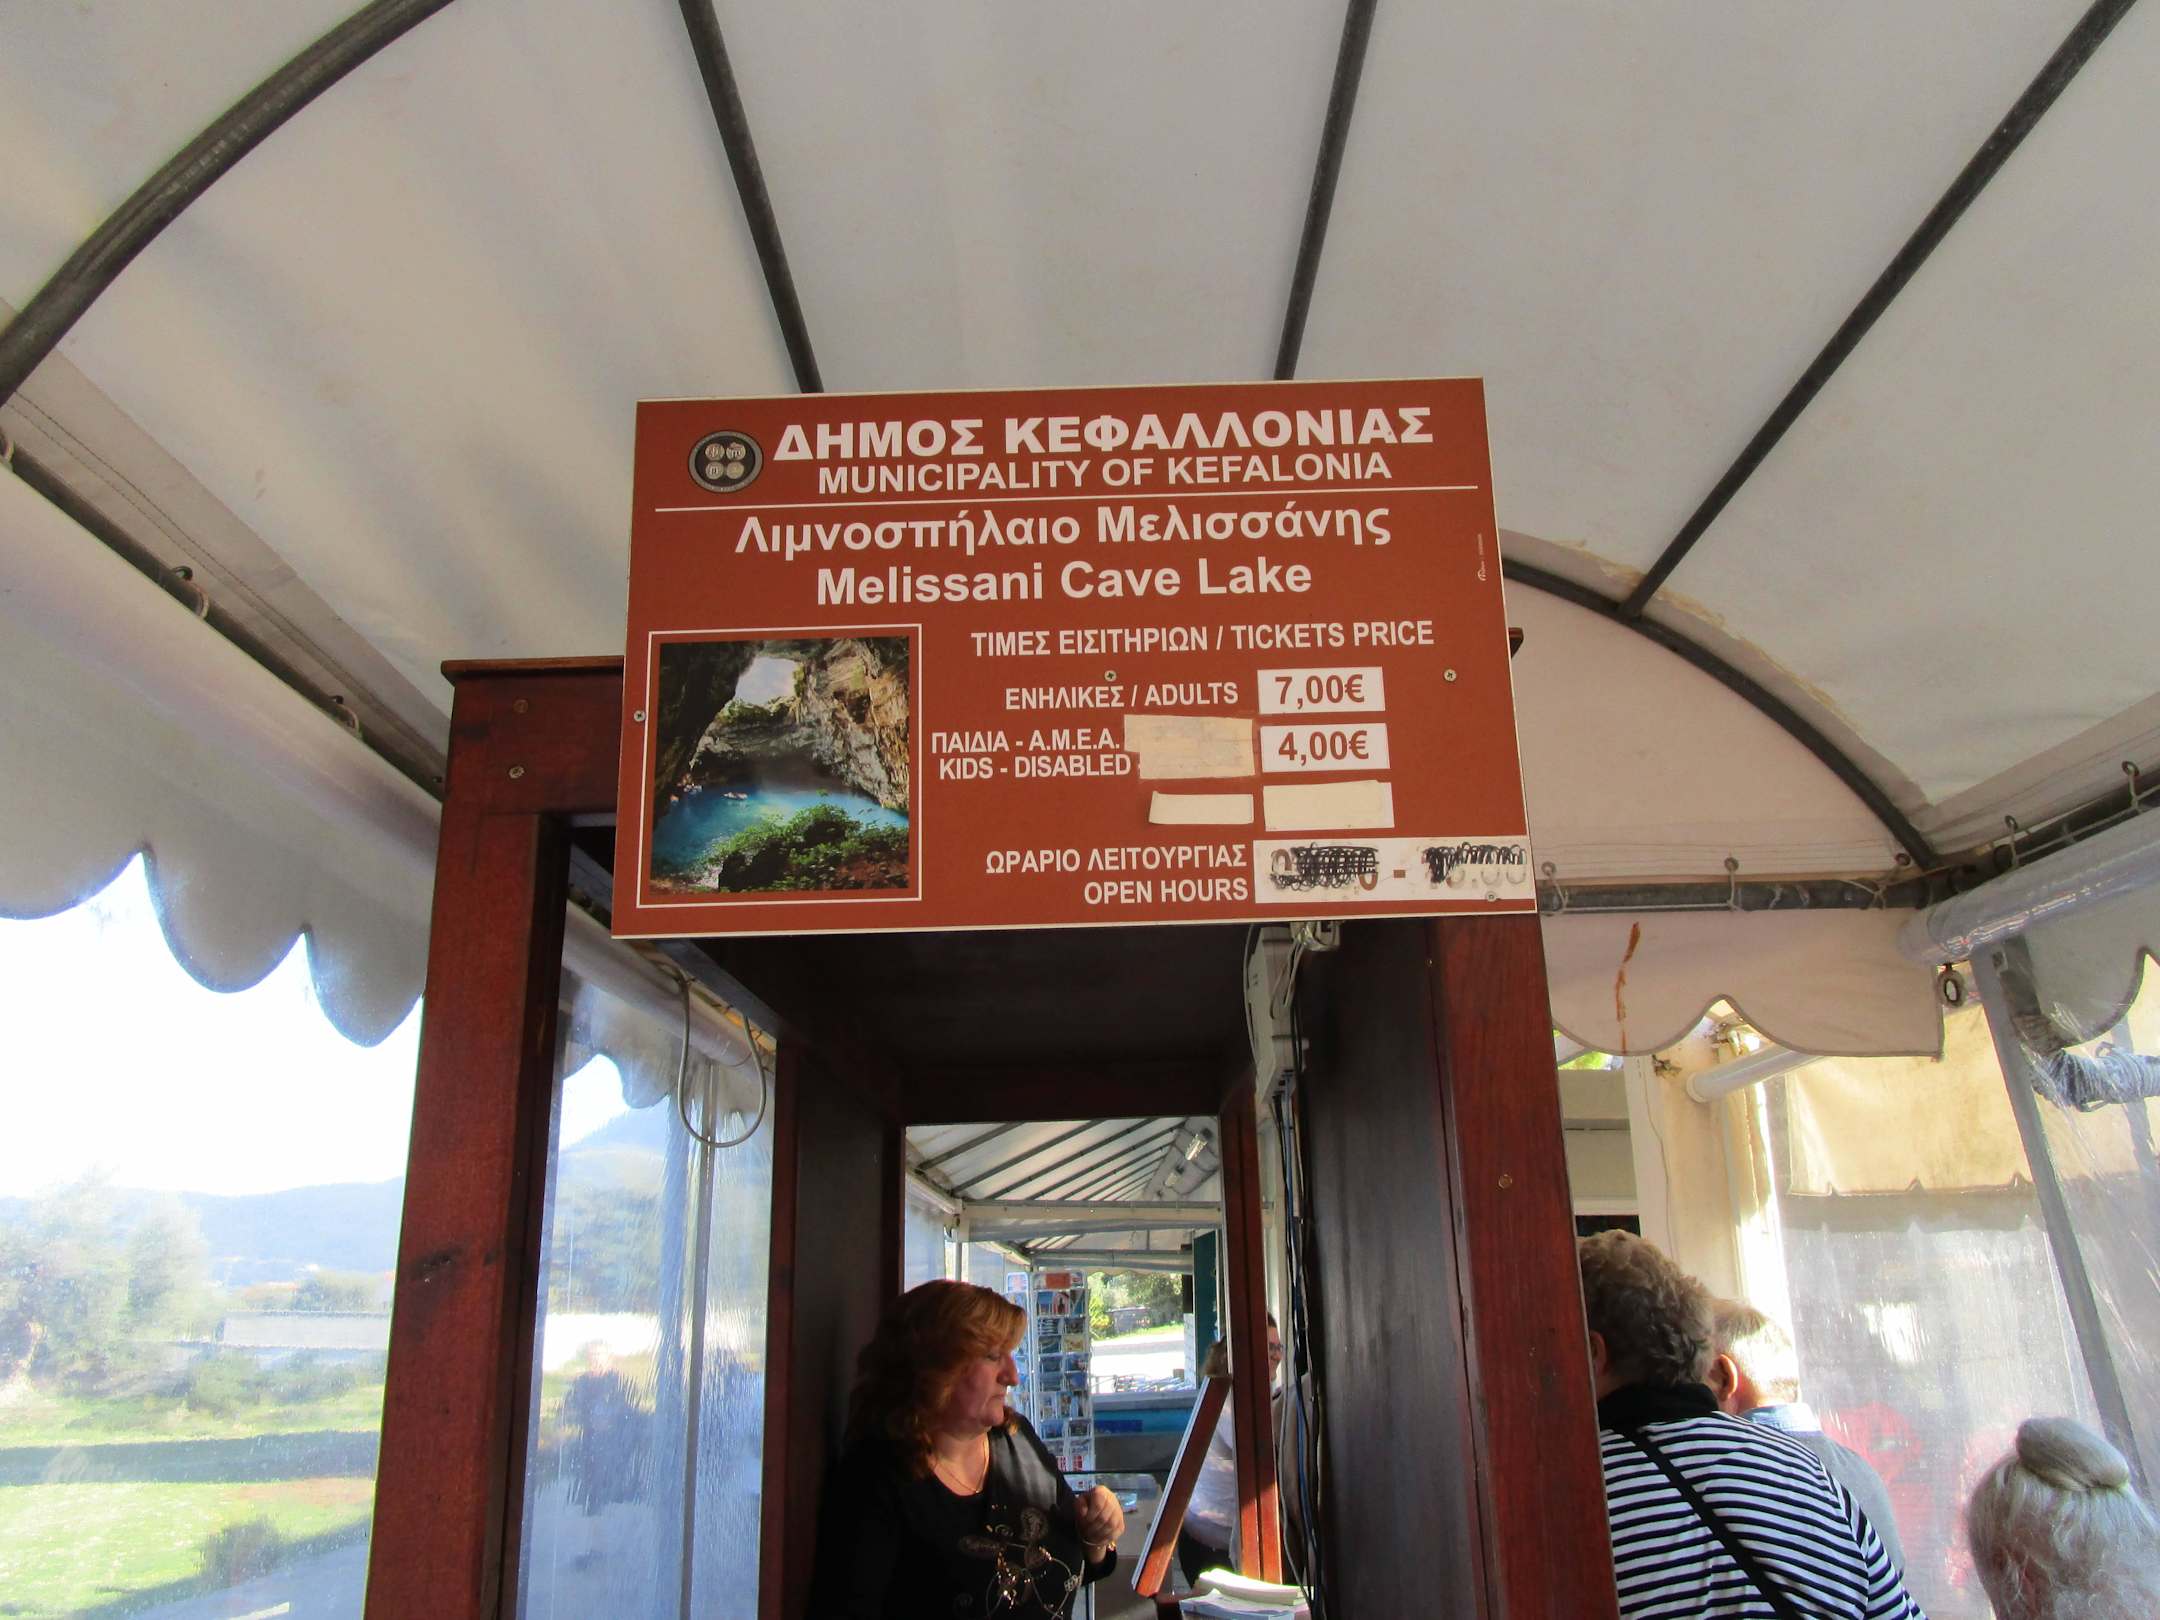 ΔΗΜΟΣ ΚΕΦΑΛΛΟΝΙΑΣ
MUNICIPALITY OF KEFALONIA
Λιμνοσπήλαιο Μελισσάνης
Melissani Cave Lake
ΤΙΜΕΣ ΕΙΣΙΤΗΡΙΩΝ / TICKETS PRICE
ΕΝΗΛΙΚΕΣ / ADULTS 7,00€
ΠΑΙΔΙΑ - Α.Μ.Ε.Α.
KIDS - DISABLED 4,00€
ΩΡΑΡΙΟ ΛΕΙΤΟΥΡΓΙΑΣ
OPEN HOURS